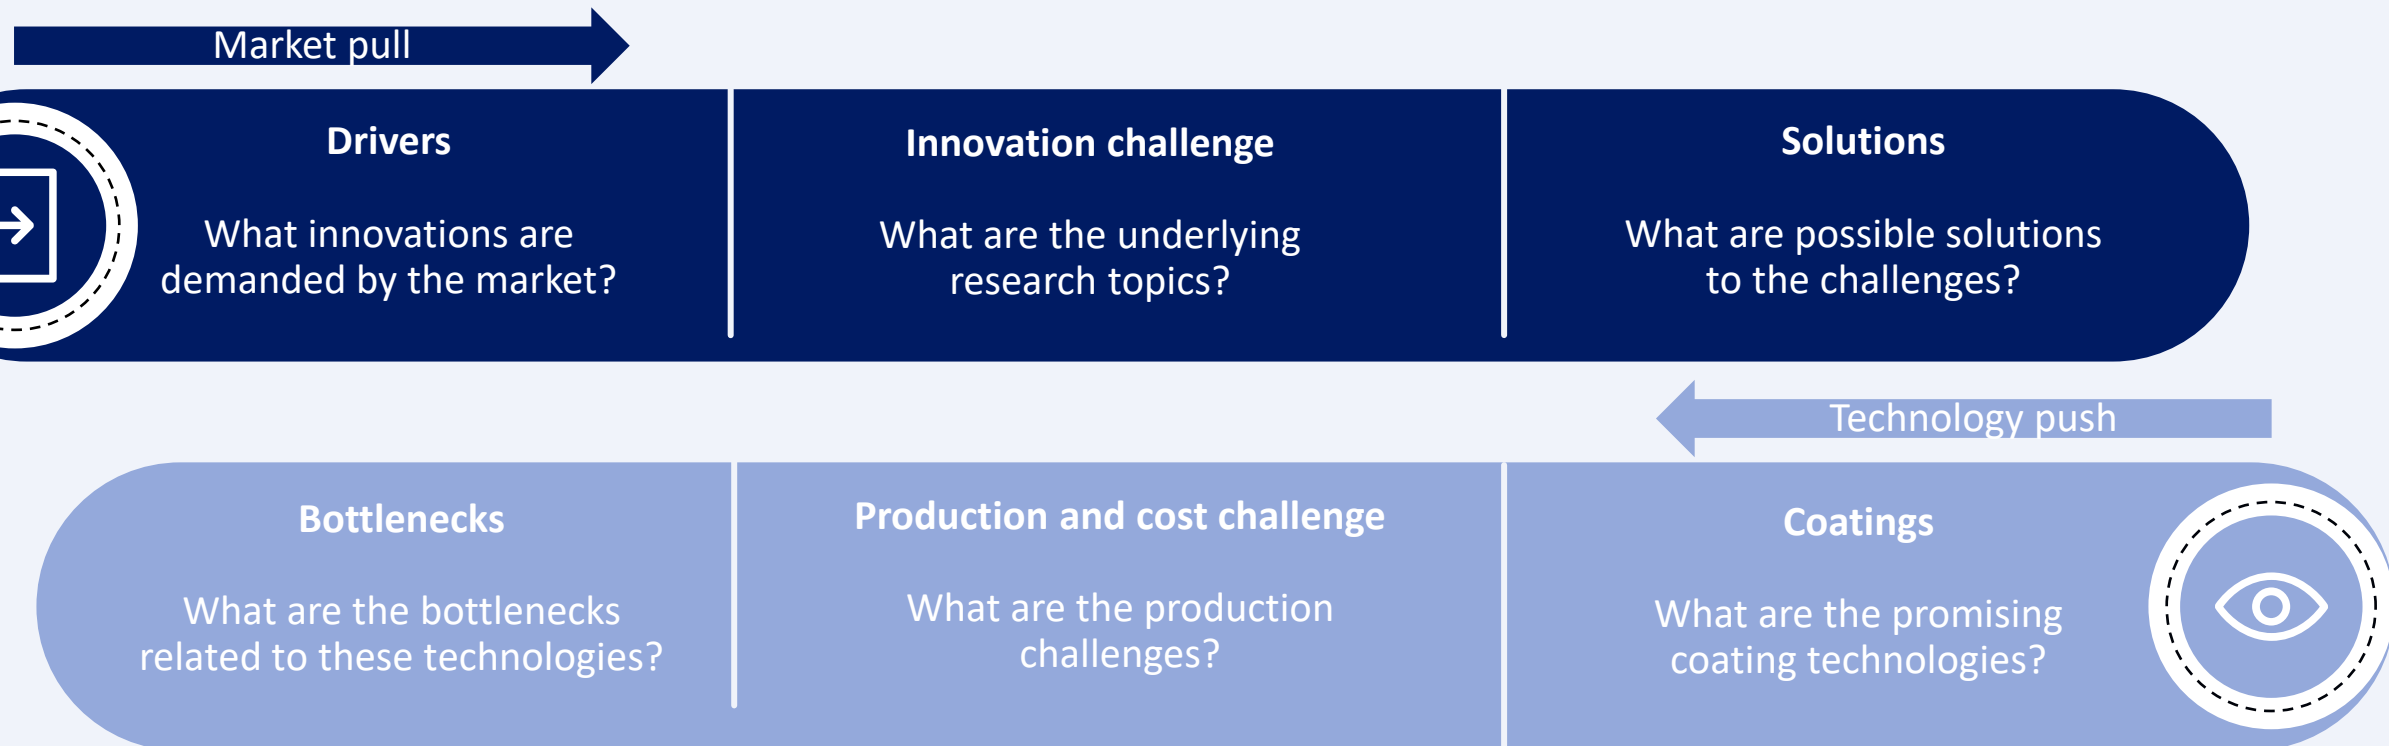 Market pull
Drivers
What innovations are
demanded by the market?
Innovation challenge
What are the underlying
research topics?
Solutions
What are possible solutions
to the challenges?
Technology push
Bottlenecks
What are the bottlenecks
related to these technologies?
Production and cost challenge
What are the production
challenges?
Coatings
What are the promising
coating technologies?